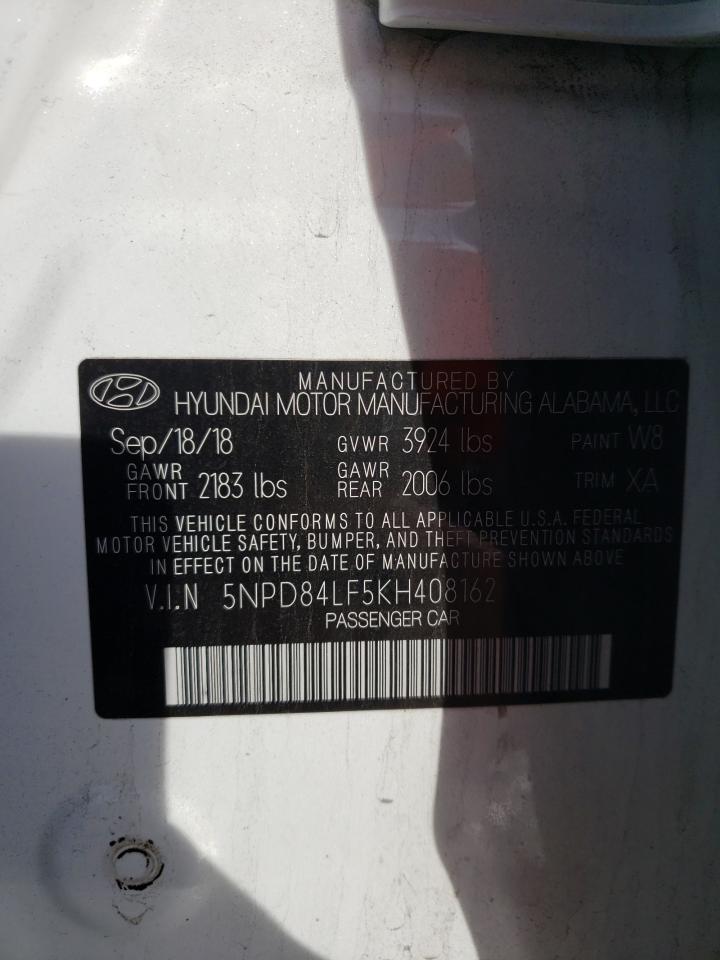 MANUFACTURED BY
HYUNDAI MOTOR MANUFACTURING ALABAMA, LLC
Sep/18/18 GVWR 3924 lbs PAINT W8
GAWR FRONT 2183 lbs GAWR REAR 2006 lbs TRIM XA
THIS VEHICLE CONFORMS TO ALL APPLICABLE U.S.A. FEDERAL
MOTOR VEHICLE SAFETY, BUMPER, AND THEFT PREVENTION STANDARDS
IN EFFECT ON THE DATE OF MANUFACTURE SHOWN ABOVE
V.I.N 5NPD84LF5KH408162
PASSENGER CAR